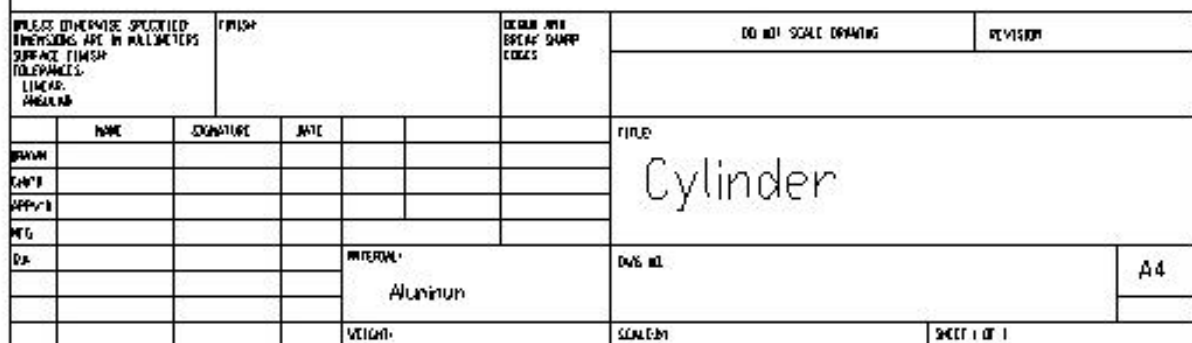 UNLESS OTHERWISE SPECIFIED:
DIMENSIONS ARE IN MILLIMETERS
SURFACE FINISH:
TOLERANCES:
LINEAR:
ANGULAR:
FINISH:
DEBUR AND
BREAK SHARP
EDGES
DO NOT SCALE DRAWING
REVISION
NAME
SIGNATURE
DATE
TITLE:
DRAWN
CHK'D
Cylinder
APPV'D
MFG
Q.A
MATERIAL:
DWG NO.
A4
WEIGHT:
SHEET 1 OF 1